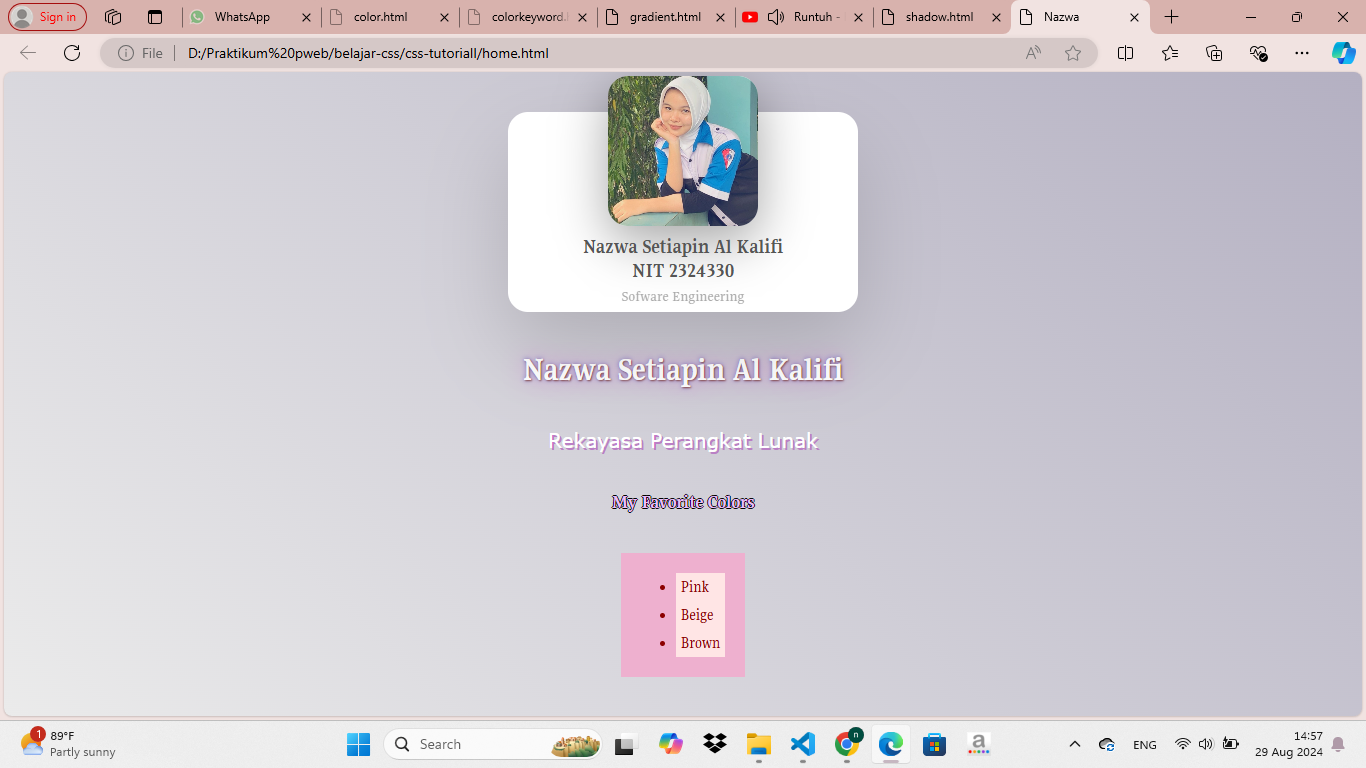 Sign in
WhatsApp
color.html
colorkeyword.
gradient.html
Runtuh -
shadow.html
Nazwa
File
D:/Praktikum%20pweb/belajar-css/css-tutoriall/home.html
Nazwa Setiapin Al Kalifi
NIT 2324330
Sofware Engineering
Nazwa Setiapin Al Kalifi
Rekayasa Perangkat Lunak
My Favorite Colors
Pink
Beige
Brown
1
89°F
Partly sunny
Search
n
a
ENG
14:57
29 Aug 2024